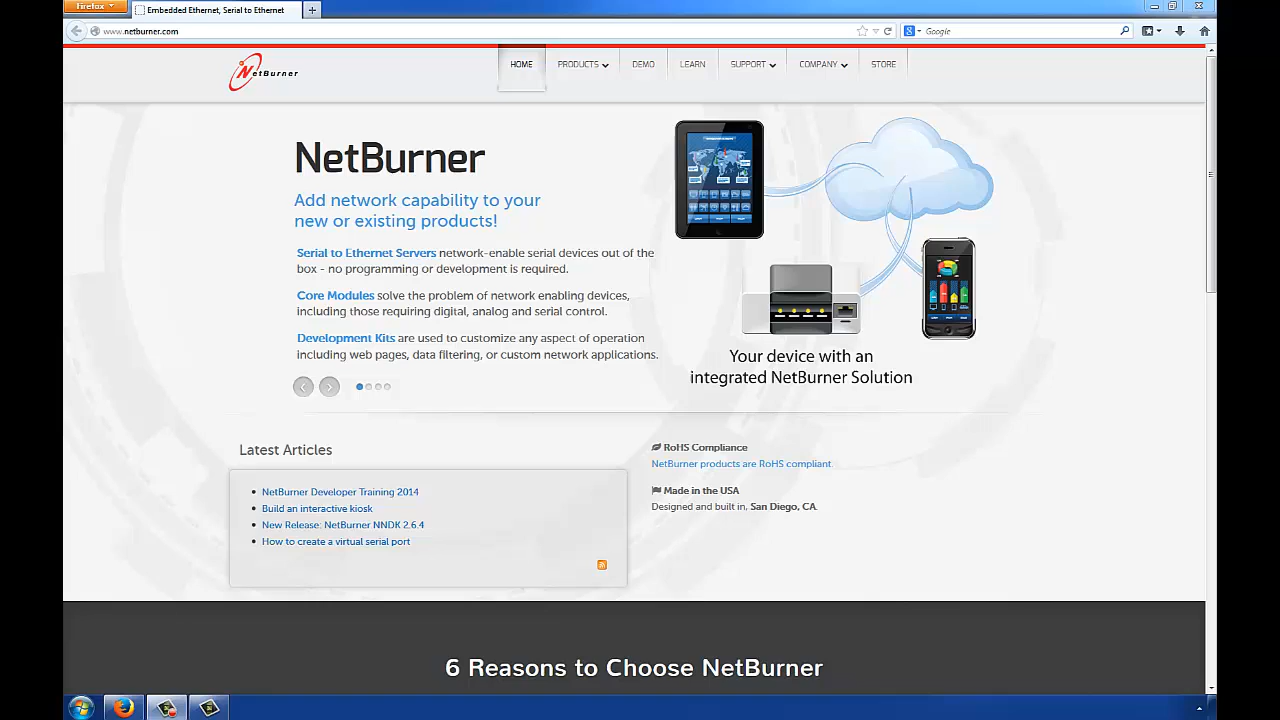 Firefox
Embedded Ethernet, Serial to Ethernet
www.netburner.com
Google
NetBurner
HOME
PRODUCTS
DEMO
LEARN
SUPPORT
COMPANY
STORE
NetBurner
Add network capability to your
new or existing products!
Serial to Ethernet Servers network-enable serial devices out of the
box - no programming or development is required.
Core Modules solve the problem of network enabling devices,
including those requiring digital, analog and serial control.
Development Kits are used to customize any aspect of operation
including web pages, data filtering, or custom network applications.
Your device with an
integrated NetBurner Solution
Latest Articles
NetBurner Developer Training 2014
Build an interactive kiosk
New Release: NetBurner NNDK 2.6.4
How to create a virtual serial port
RoHS Compliance
NetBurner products are RoHS compliant.
Made in the USA
Designed and built in, San Diego, CA.
6 Reasons to Choose NetBurner